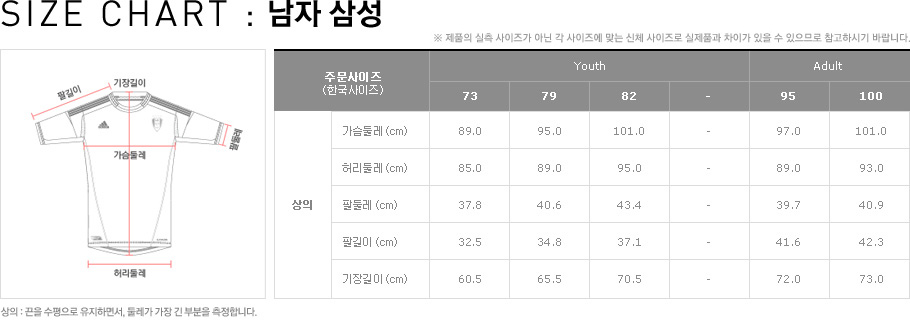 SIZE CHART : 남자 삼성
※ 제품의 실측 사이즈가 아닌 각 사이즈에 맞는 신체 사이즈로 실제품과 차이가 있을 수 있으므로 참고하시기 바랍니다.
기장길이
팔길이
adidas
팔둘레
가슴둘레
허리둘레
주문사이즈 Youth Adult
(한국사이즈) 73 79 82 - 95 100
가슴둘레 (cm) 89.0 95.0 101.0 - 97.0 101.0
허리둘레 (cm) 85.0 89.0 95.0 - 89.0 93.0
상의 팔둘레 (cm) 37.8 40.6 43.4 - 39.7 40.9
팔길이 (cm) 32.5 34.8 37.1 - 41.6 42.3
기장길이 (cm) 60.5 65.5 70.5 - 72.0 73.0
상의 : 끈을 수평으로 유지하면서, 둘레가 가장 긴 부분을 측정합니다.